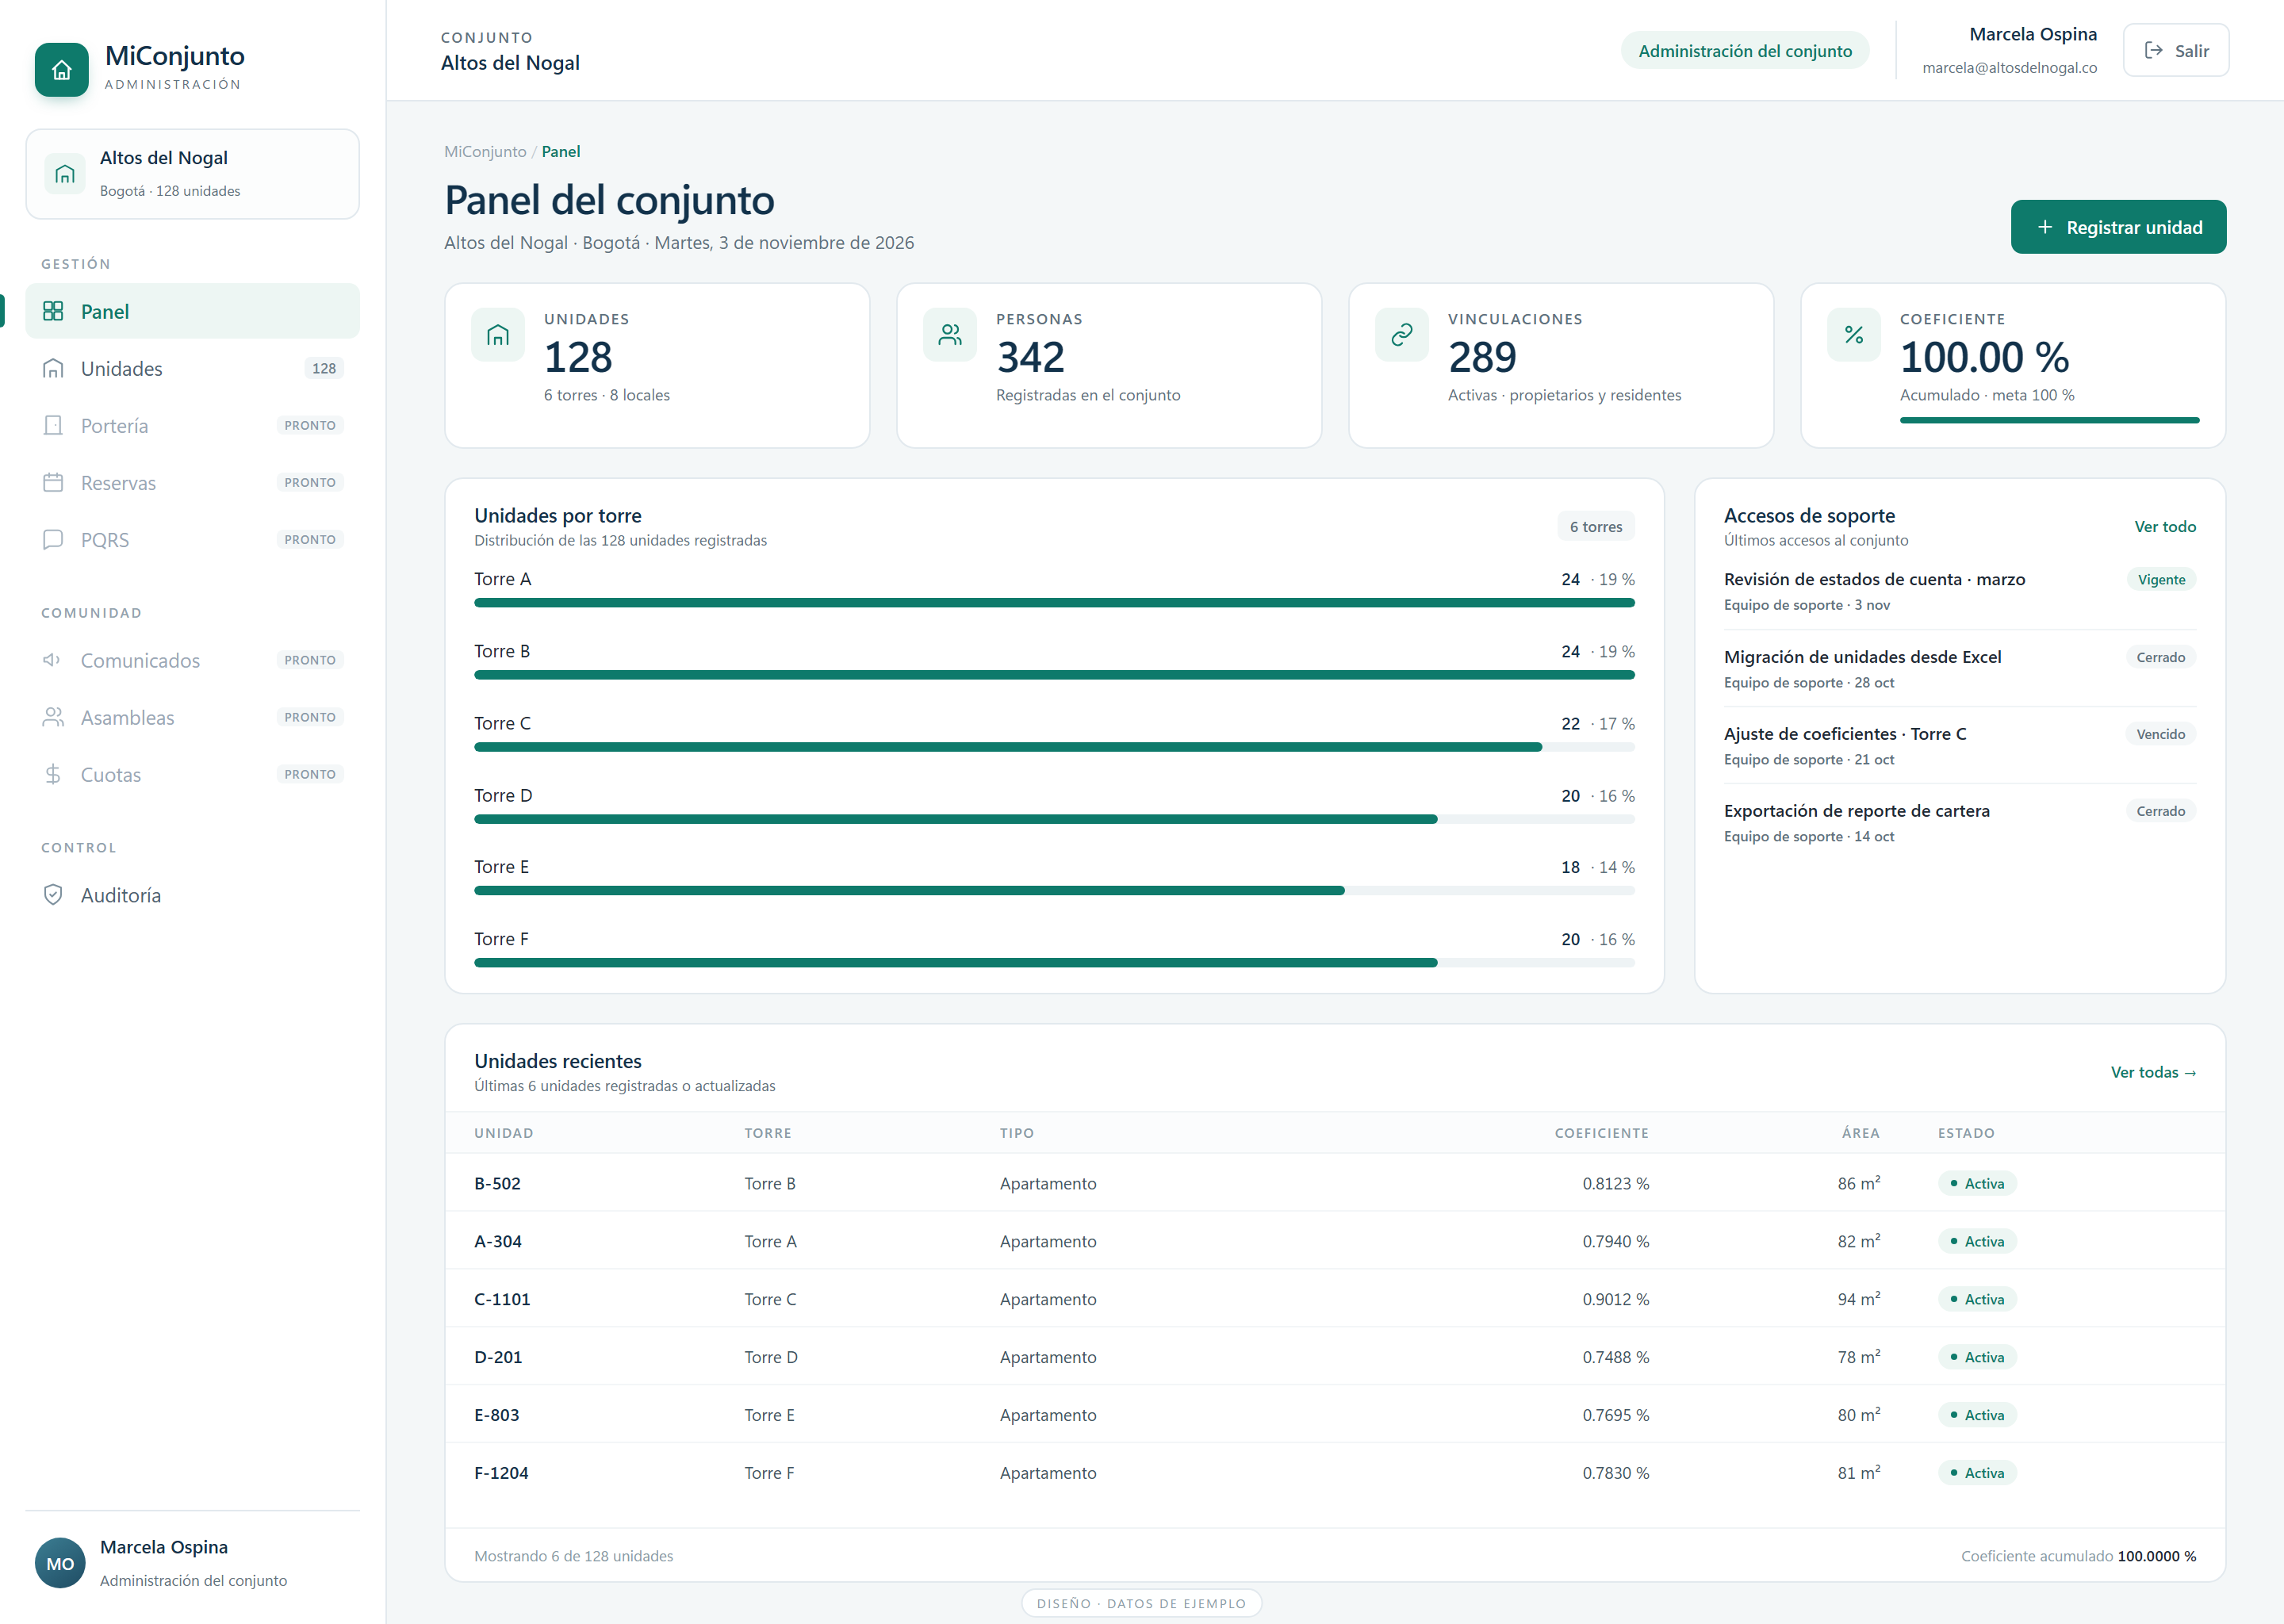 MiConjunto
ADMINISTRACIÓN
Altos del Nogal
Bogotá · 128 unidades
GESTIÓN
Panel
Unidades 128
Portería PRONTO
Reservas PRONTO
PQRS PRONTO
COMUNIDAD
Comunicados PRONTO
Asambleas PRONTO
Cuotas PRONTO
CONTROL
Auditoría
MO
Marcela Ospina
Administración del conjunto
CONJUNTO
Altos del Nogal
Administración del conjunto
Marcela Ospina
marcela@altosdelnogal.co
Salir
MiConjunto / Panel
Panel del conjunto
Altos del Nogal · Bogotá · Martes, 3 de noviembre de 2026
+ Registrar unidad
UNIDADES
128
6 torres · 8 locales
PERSONAS
342
Registradas en el conjunto
VINCULACIONES
289
Activas · propietarios y residentes
COEFICIENTE
100.00 %
Acumulado · meta 100 %
Unidades por torre
Distribución de las 128 unidades registradas
6 torres
Torre A 24 · 19 %
Torre B 24 · 19 %
Torre C 22 · 17 %
Torre D 20 · 16 %
Torre E 18 · 14 %
Torre F 20 · 16 %
Accesos de soporte
Últimos accesos al conjunto
Ver todo
Revisión de estados de cuenta · marzo Vigente
Equipo de soporte · 3 nov
Migración de unidades desde Excel Cerrado
Equipo de soporte · 28 oct
Ajuste de coeficientes · Torre C Vencido
Equipo de soporte · 21 oct
Exportación de reporte de cartera Cerrado
Equipo de soporte · 14 oct
Unidades recientes
Últimas 6 unidades registradas o actualizadas
Ver todas →
UNIDAD TORRE TIPO COEFICIENTE ÁREA ESTADO
B-502 Torre B Apartamento 0.8123 % 86 m² Activa
A-304 Torre A Apartamento 0.7940 % 82 m² Activa
C-1101 Torre C Apartamento 0.9012 % 94 m² Activa
D-201 Torre D Apartamento 0.7488 % 78 m² Activa
E-803 Torre E Apartamento 0.7695 % 80 m² Activa
F-1204 Torre F Apartamento 0.7830 % 81 m² Activa
Mostrando 6 de 128 unidades
Coeficiente acumulado 100.0000 %
DISEÑO · DATOS DE EJEMPLO